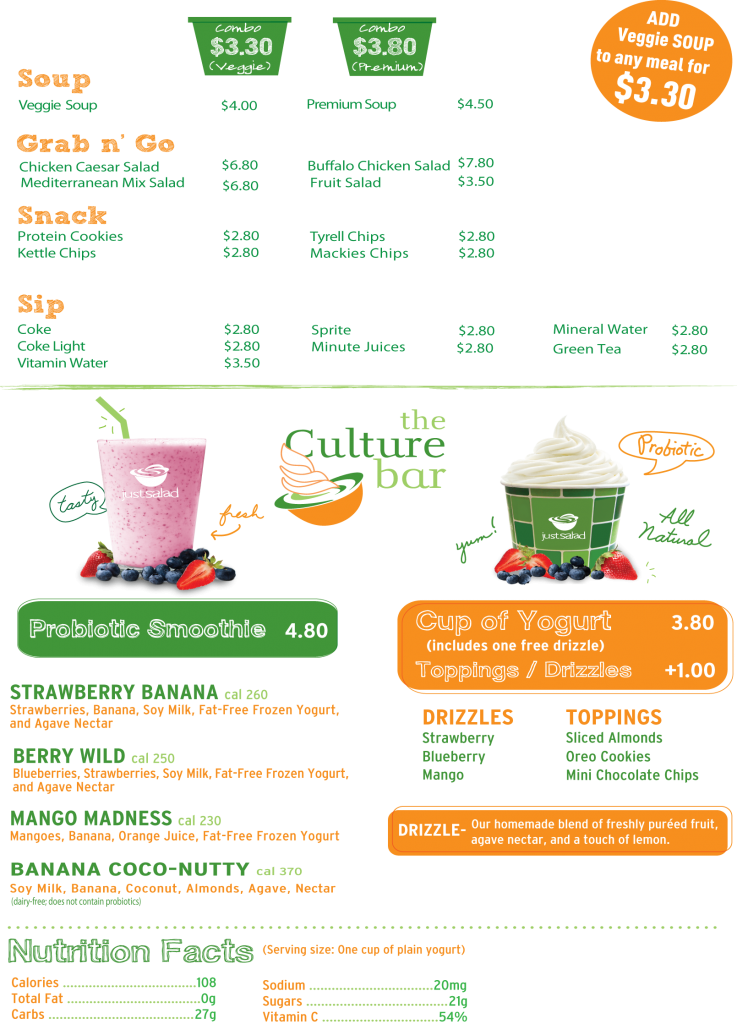 Combo
$3.30
(Veggie)
Combo
$3.80
(Premium)
ADD
Veggie SOUP
to any meal for
$3.30
Soup
Veggie Soup $4.00 Premium Soup $4.50
Grab n' Go
Chicken Caesar Salad $6.80 Buffalo Chicken Salad $7.80
Mediterranean Mix Salad $6.80 Fruit Salad $3.50
Snack
Protein Cookies $2.80 Tyrell Chips $2.80
Kettle Chips $2.80 Mackies Chips $2.80
Sip
Coke $2.80 Sprite $2.80 Mineral Water $2.80
Coke Light $2.80 Minute Juices $2.80 Green Tea $2.80
Vitamin Water $3.50
the
Culture
bar
tasty
justsalad
fresh
Probiotic
yum!
justsalad
All
Natural
Probiotic Smoothie 4.80
STRAWBERRY BANANA cal 260
Strawberries, Banana, Soy Milk, Fat-Free Frozen Yogurt,
and Agave Nectar
BERRY WILD cal 250
Blueberries, Strawberries, Soy Milk, Fat-Free Frozen Yogurt,
and Agave Nectar
MANGO MADNESS cal 230
Mangoes, Banana, Orange Juice, Fat-Free Frozen Yogurt
BANANA COCO-NUTTY cal 370
Soy Milk, Banana, Coconut, Almonds, Agave, Nectar
(dairy-free; does not contain probiotics)
Cup of Yogurt 3.80
(includes one free drizzle)
Toppings / Drizzles +1.00
DRIZZLES
Strawberry
Blueberry
Mango
TOPPINGS
Sliced Almonds
Oreo Cookies
Mini Chocolate Chips
DRIZZLE- Our homemade blend of freshly puréed fruit,
agave nectar, and a touch of lemon.
Nutrition Facts (Serving size: One cup of plain yogurt)
Calories ....................................108
Total Fat ....................................0g
Carbs .......................................27g
Sodium .................................20mg
Sugars ......................................21g
Vitamin C ...............................54%